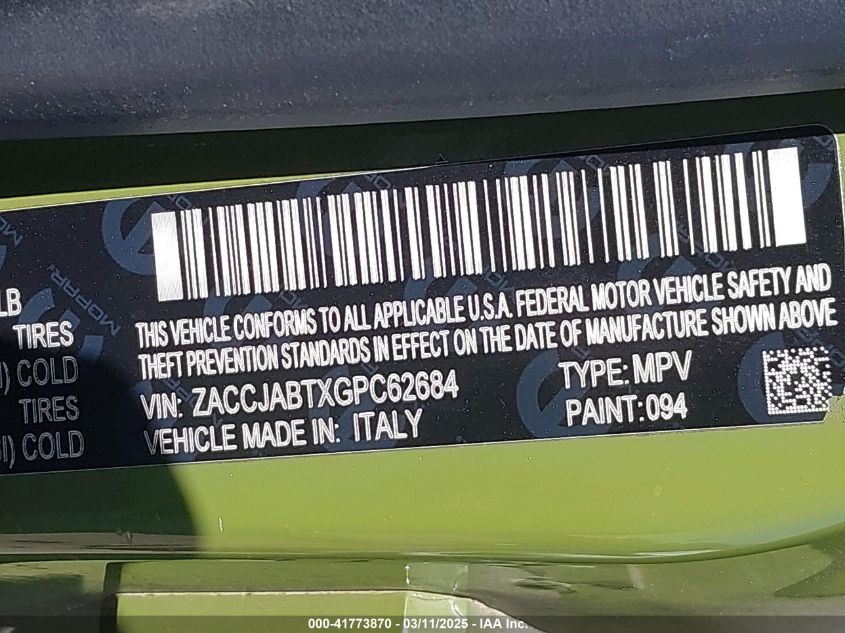 LB
TIRES
COLD
TIRES
COLD
MOPAR
MOPAR
THIS VEHICLE CONFORMS TO ALL APPLICABLE U.S.A. FEDERAL MOTOR VEHICLE SAFETY AND
THEFT PREVENTION STANDARDS IN EFFECT ON THE DATE OF MANUFACTURE SHOWN ABOVE
VIN: ZACCJABTXGPC62684 TYPE: MPV
VEHICLE MADE IN: ITALY PAINT: 094
000-41773870 - 03/11/2025 - IAA Inc.